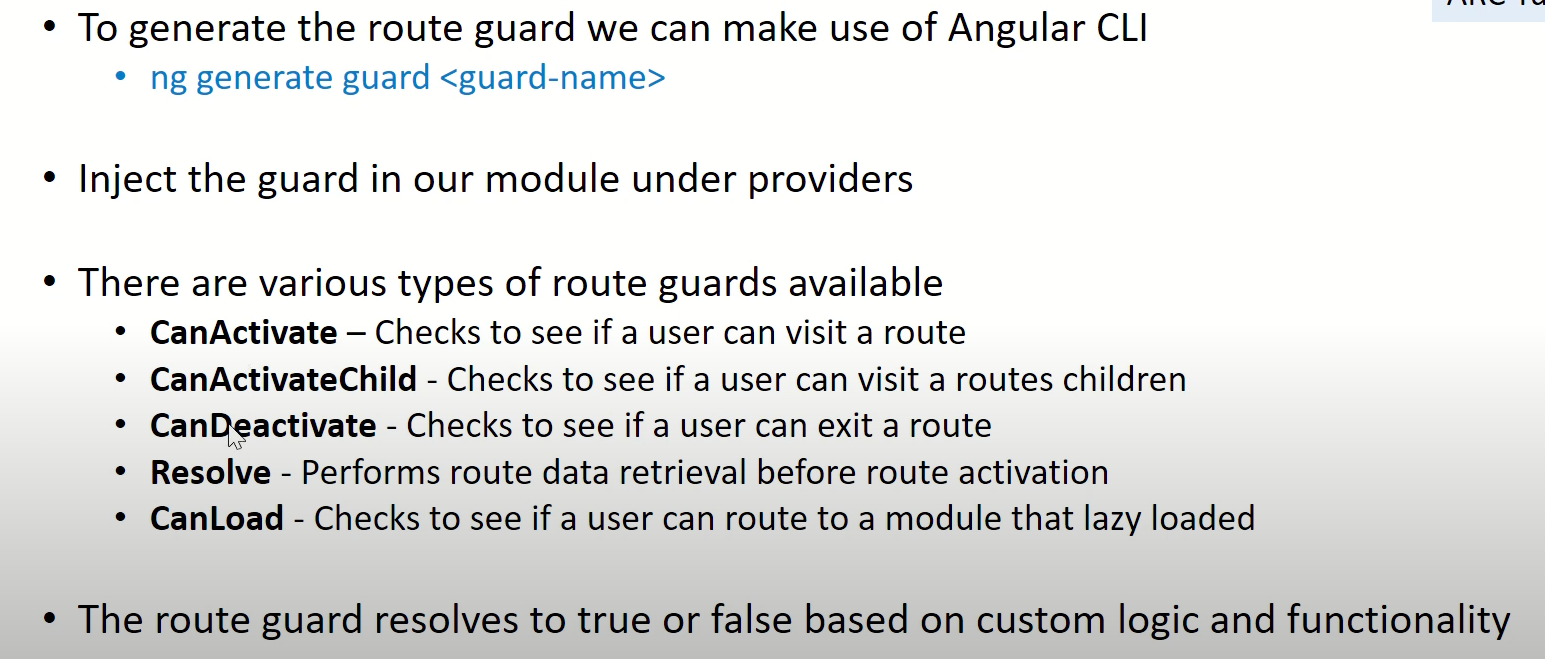 • To generate the route guard we can make use of Angular CLI
• ng generate guard <guard-name>
• Inject the guard in our module under providers
• There are various types of route guards available
• CanActivate – Checks to see if a user can visit a route
• CanActivateChild - Checks to see if a user can visit a routes children
• CanDeactivate - Checks to see if a user can exit a route
• Resolve - Performs route data retrieval before route activation
• CanLoad - Checks to see if a user can route to a module that lazy loaded
• The route guard resolves to true or false based on custom logic and functionality